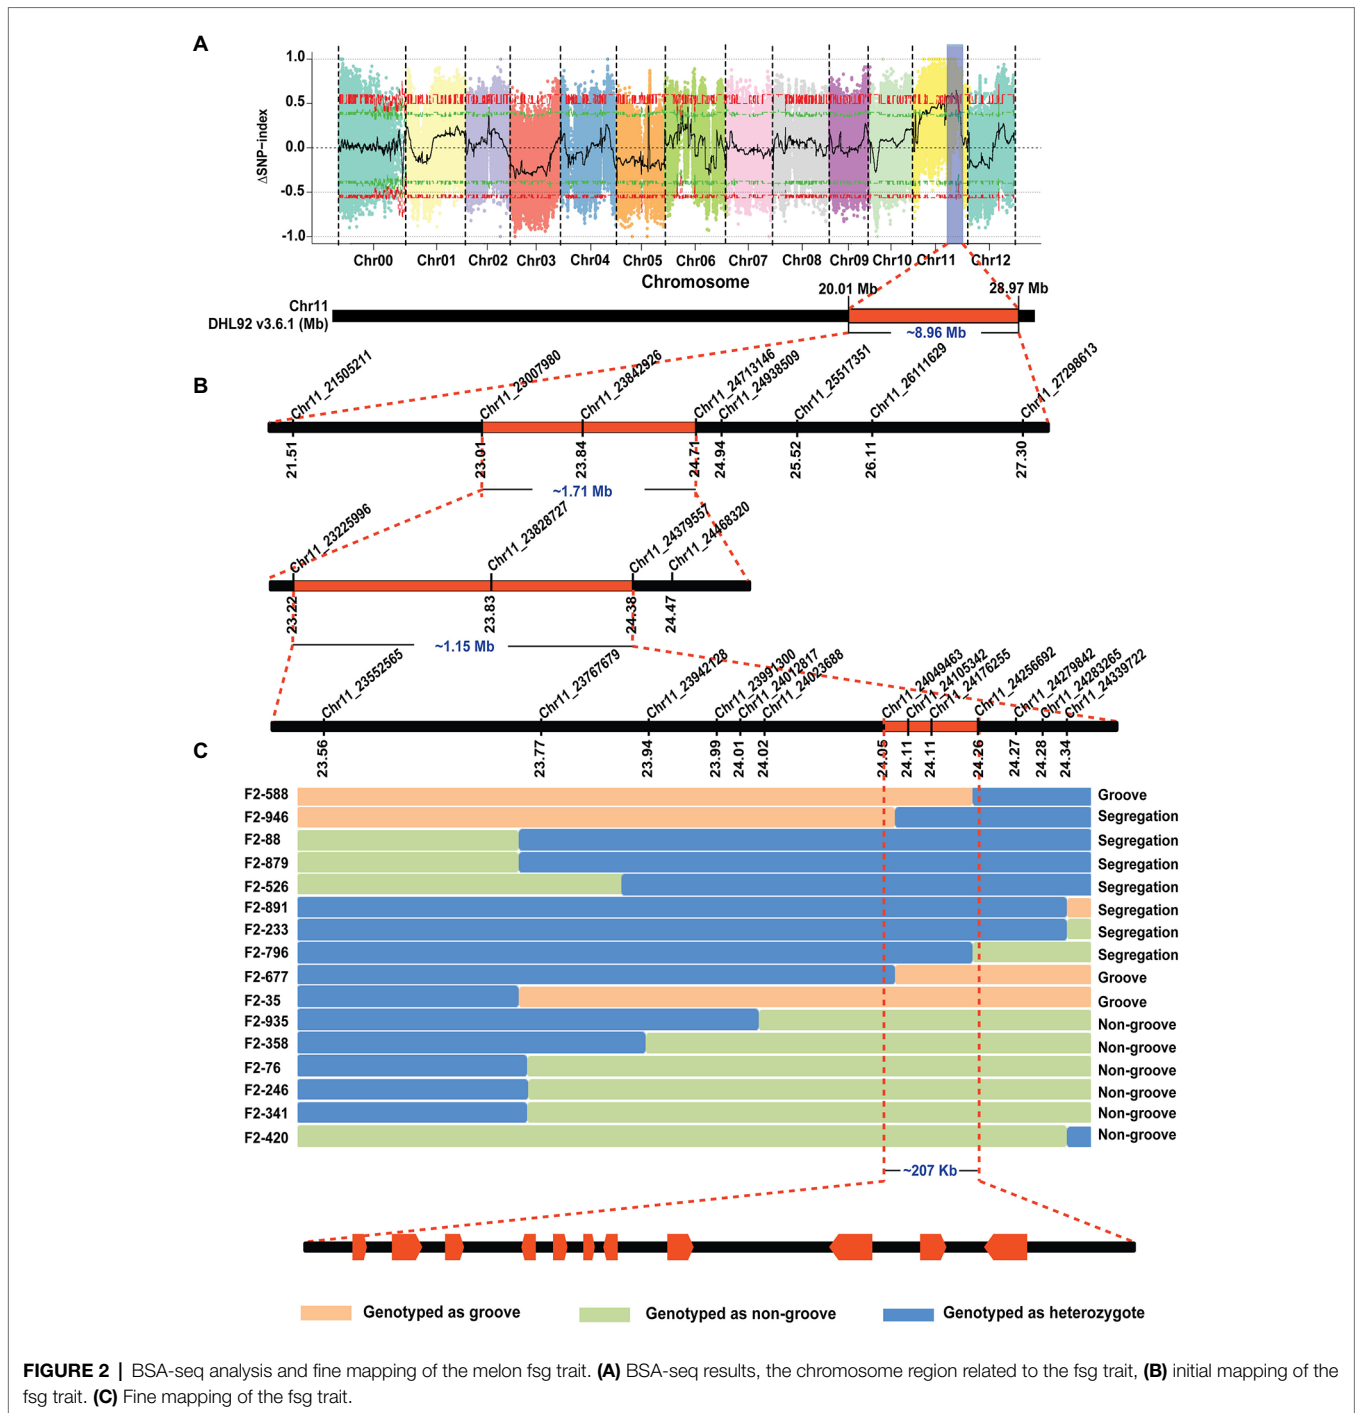 A
1.0
0.5
0.0
-0.5
-1.0
ΔSNP−index
Chr00 Chr01 Chr02 Chr03 Chr04 Chr05 Chr06 Chr07 Chr08 Chr09 Chr10 Chr11 Chr12
Chromosome
20.01 Mb 28.97 Mb
Chr11
DHL92 v3.6.1 (Mb)
~8.96 Mb
B
Chr11_21505211 Chr11_23007980 Chr11_23842926 Chr11_24713146 Chr11_24938509 Chr11_25517351 Chr11_26111629 Chr11_27298613
21.51 23.01 23.84 24.71 24.94 25.52 26.11 27.30
~1.71 Mb
Chr11_23225996 Chr11_23828727 Chr11_24379557 Chr11_24468320
23.22 23.83 24.38 24.47
~1.15 Mb
Chr11_23552565 Chr11_23767679 Chr11_23942128 Chr11_23991300 Chr11_24012817 Chr11_24023688 Chr11_24049463 Chr11_24105342 Chr11_24176255 Chr11_24256692 Chr11_24279842 Chr11_24283265 Chr11_24339722
C
23.56 23.77 23.94 23.99 24.01 24.02 24.05 24.11 24.11 24.26 24.27 24.28 24.34
F2-588 Groove
F2-946 Segregation
F2-88 Segregation
F2-879 Segregation
F2-526 Segregation
F2-891 Segregation
F2-233 Segregation
F2-796 Segregation
F2-677 Groove
F2-35 Groove
F2-935 Non-groove
F2-358 Non-groove
F2-76 Non-groove
F2-246 Non-groove
F2-341 Non-groove
F2-420 Non-groove
~207 Kb
Genotyped as groove Genotyped as non-groove Genotyped as heterozygote
FIGURE 2 | BSA-seq analysis and fine mapping of the melon fsg trait. (A) BSA-seq results, the chromosome region related to the fsg trait, (B) initial mapping of the
fsg trait. (C) Fine mapping of the fsg trait.